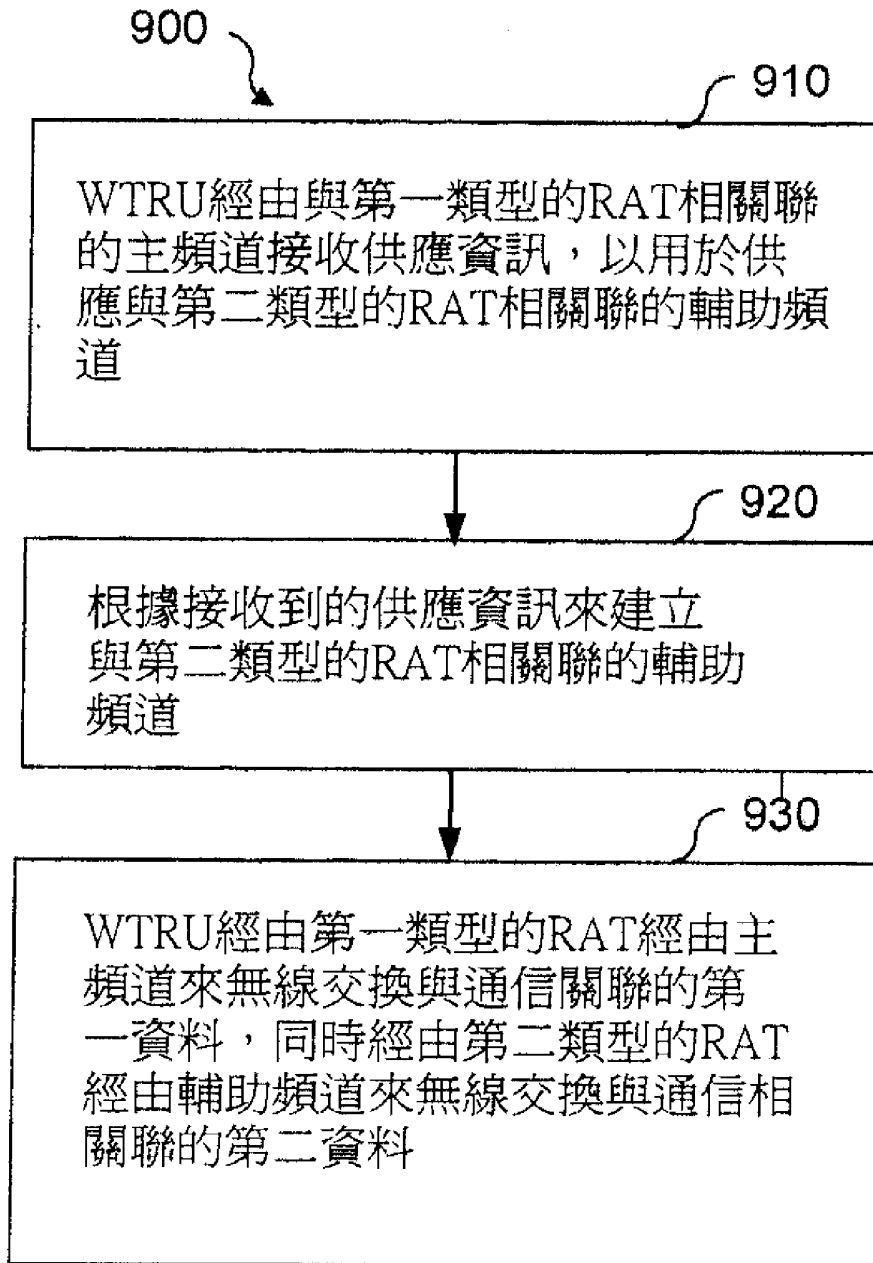 900
910
WTRU經由與第一類型的RAT相關聯
的主頻道接收供應資訊，以用於供
應與第二類型的RAT相關聯的輔助頻
道
920
根據接收到的供應資訊來建立
與第二類型的RAT相關聯的輔助
頻道
930
WTRU經由第一類型的RAT經由主
頻道來無線交換與通信關聯的第
一資料，同時經由第二類型的RAT
經由輔助頻道來無線交換與通信相
關聯的第二資料